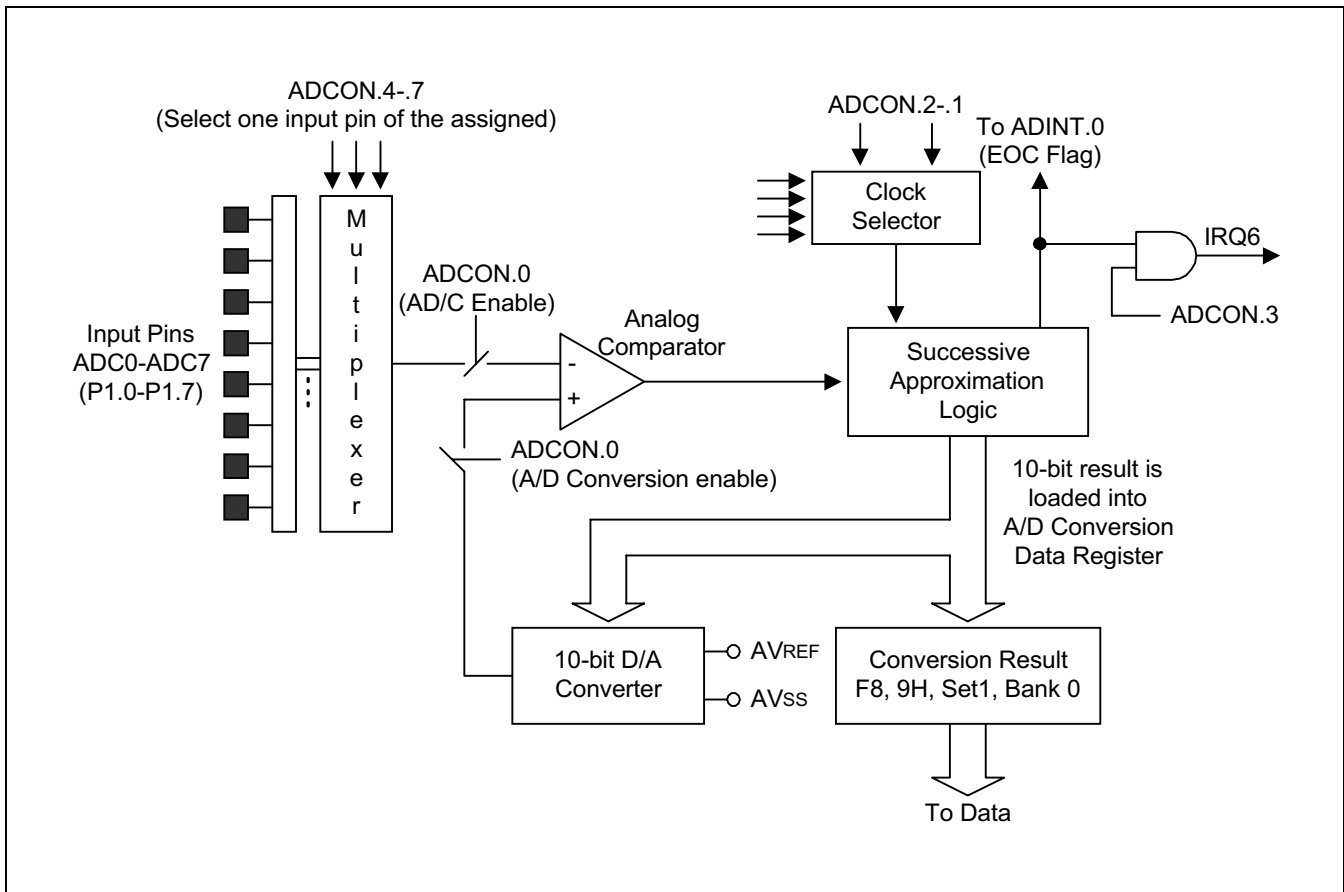 ADCON.4-.7
(Select one input pin of the assigned)
ADCON.2-.1
To ADINT.0
(EOC Flag)
Clock
Selector
IRQ6
ADCON.3
Multiplexer
ADCON.0
(AD/C Enable)
Input Pins
ADC0-ADC7
(P1.0-P1.7)
Analog
Comparator
-
+
Successive
Approximation
Logic
ADCON.0
(A/D Conversion enable)
10-bit result is
loaded into
A/D Conversion
Data Register
10-bit D/A
Converter
AVREF
AVSS
Conversion Result
F8, 9H, Set1, Bank 0
To Data